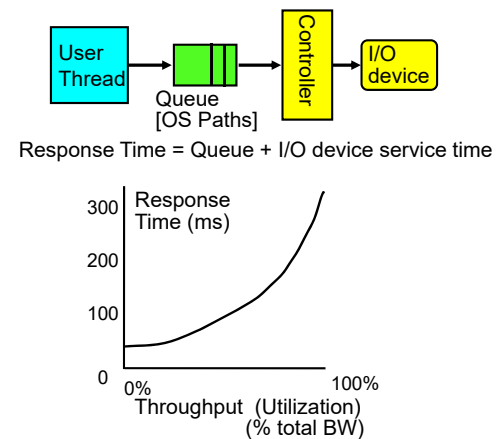 User
Thread
Queue
[OS Paths]
Controller
I/O
device
Response Time = Queue + I/O device service time
Response
Time (ms)
300
200
100
0
0%
100%
Throughput (Utilization)
(% total BW)